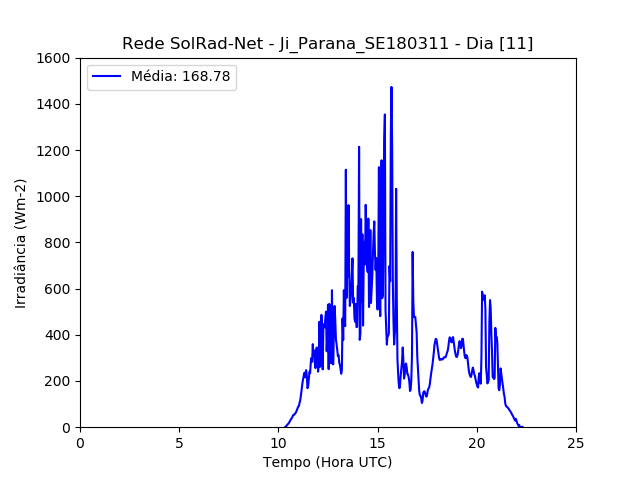 Rede SolRad-Net - Ji_Parana_SE180311 - Dia [11]
Média: 168.78
Irradiância (Wm-2)
1600
1400
1200
1000
800
600
400
200
0
0 5 10 15 20 25
Tempo (Hora UTC)